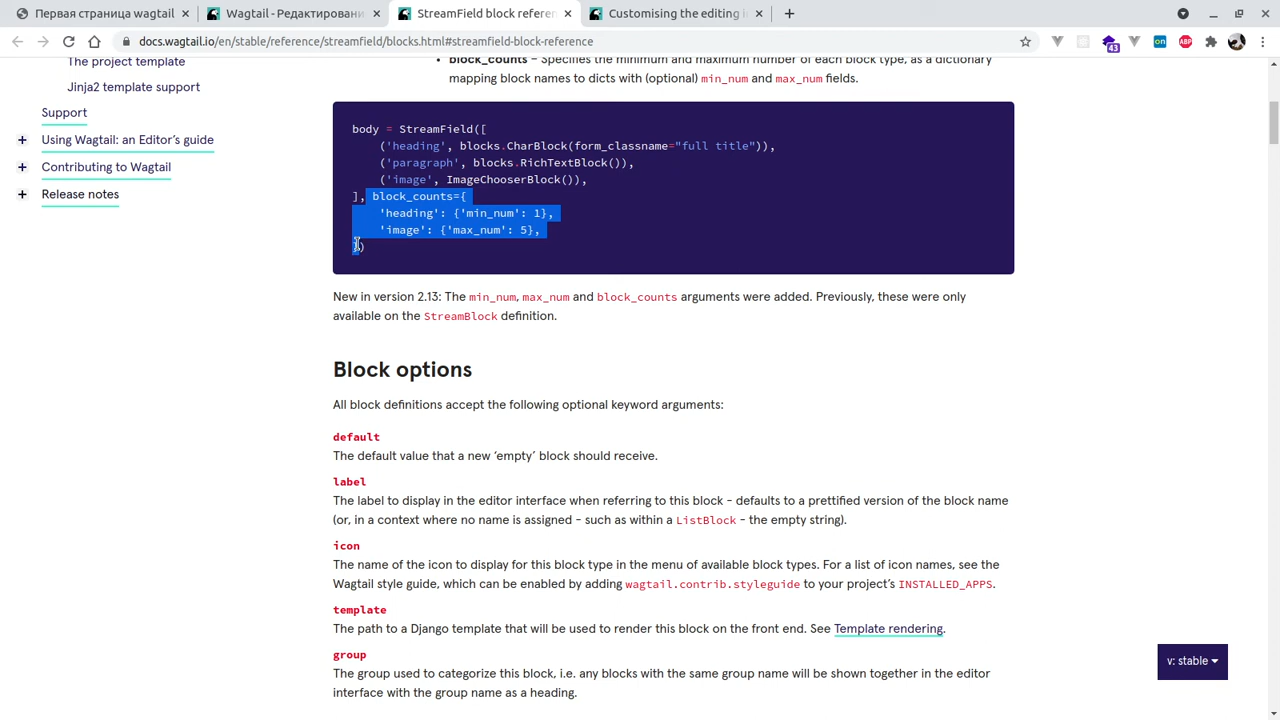 Первая страница wagtail
Wagtail - Редактировани
StreamField block referen
Customising the editing i
docs.wagtail.io/en/stable/reference/streamfield/blocks.html#streamfield-block-reference
43
on
ABP
The project template
Jinja2 template support
Support
Using Wagtail: an Editor’s guide
Contributing to Wagtail
Release notes
block_counts – Specifies the minimum and maximum number of each block type, as a dictionary
mapping block names to dicts with (optional) min_num and max_num fields.
body = StreamField([
('heading', blocks.CharBlock(form_classname="full title")),
('paragraph', blocks.RichTextBlock()),
('image', ImageChooserBlock()),
], block_counts={
'heading': {'min_num': 1},
'image': {'max_num': 5},
})
New in version 2.13: The min_num, max_num and block_counts arguments were added. Previously, these were only
available on the StreamBlock definition.
Block options
All block definitions accept the following optional keyword arguments:
default
The default value that a new ‘empty’ block should receive.
label
The label to display in the editor interface when referring to this block - defaults to a prettified version of the block name
(or, in a context where no name is assigned - such as within a ListBlock - the empty string).
icon
The name of the icon to display for this block type in the menu of available block types. For a list of icon names, see the
Wagtail style guide, which can be enabled by adding wagtail.contrib.styleguide to your project’s INSTALLED_APPS.
template
The path to a Django template that will be used to render this block on the front end. See Template rendering.
group
The group used to categorize this block, i.e. any blocks with the same group name will be shown together in the editor
interface with the group name as a heading.
v: stable